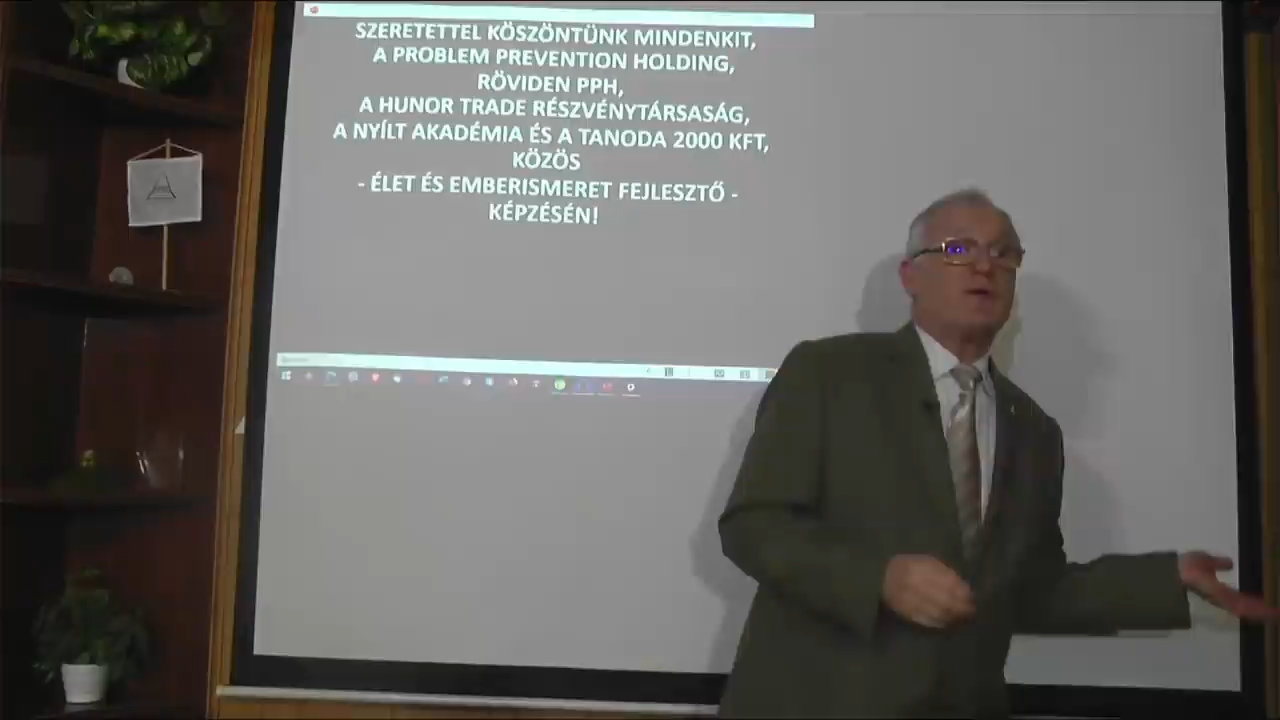 SZERETETTEL KÖSZÖNTÜNK MINDENKIT,
A PROBLEM PREVENTION HOLDING,
RÖVIDEN PPH,
A HUNOR TRADE RÉSZVÉNYTÁRSASÁG,
A NYÍLT AKADÉMIA ÉS A TANODA 2000 KFT,
KÖZÖS
- ÉLET ÉS EMBERISMERET FEJLESZTŐ -
KÉPZÉSÉN!